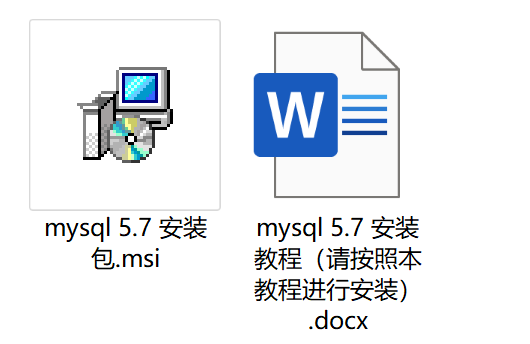 mysql 5.7 安装
包.msi
W
mysql 5.7 安装
教程（请按照本
教程进行安装）
.docx